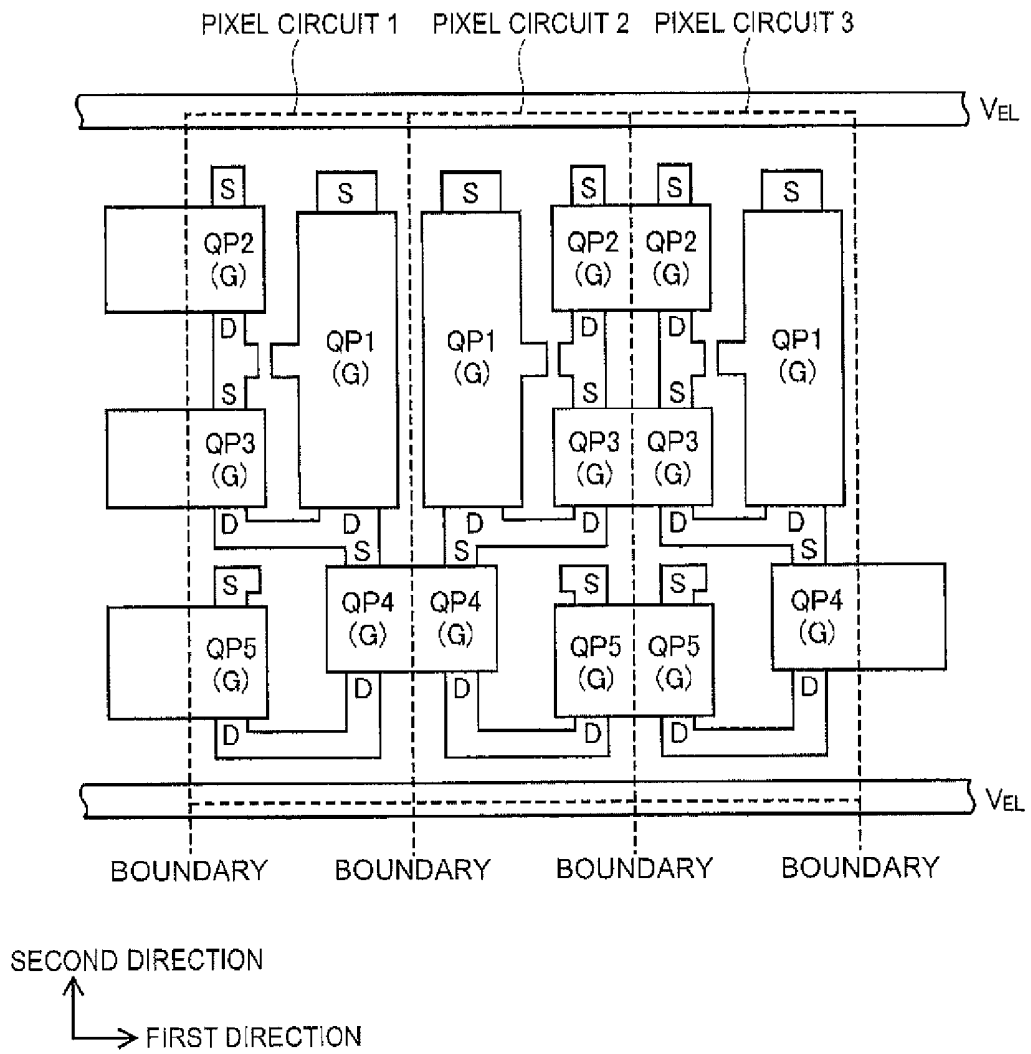 PIXEL CIRCUIT 1 PIXEL CIRCUIT 2 PIXEL CIRCUIT 3
VEL
S S S S S S
QP2 QP2 QP2
(G) (G) (G)
D D D
QP1 QP1 QP1
(G) (G) (G)
S S S
QP3 QP3 QP3
(G) (G) (G)
D D D D D D
S S S
S S S
QP4 QP4 QP4
(G) (G) (G)
QP5 QP5 QP5
(G) (G) (G)
D D D
D D D
VEL
BOUNDARY BOUNDARY BOUNDARY BOUNDARY
SECOND DIRECTION
FIRST DIRECTION